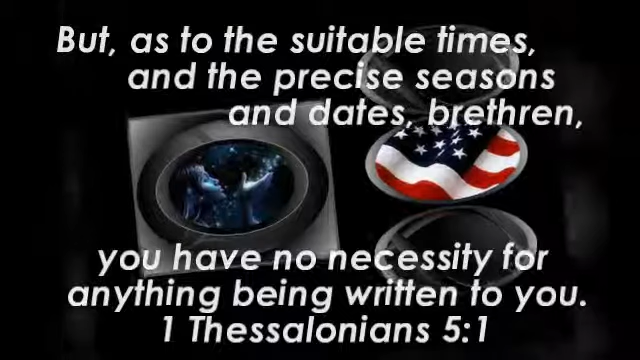 But, as to the suitable times,
and the precise seasons
and dates, brethren,
you have no necessity for
anything being written to you.
1 Thessalonians 5:1